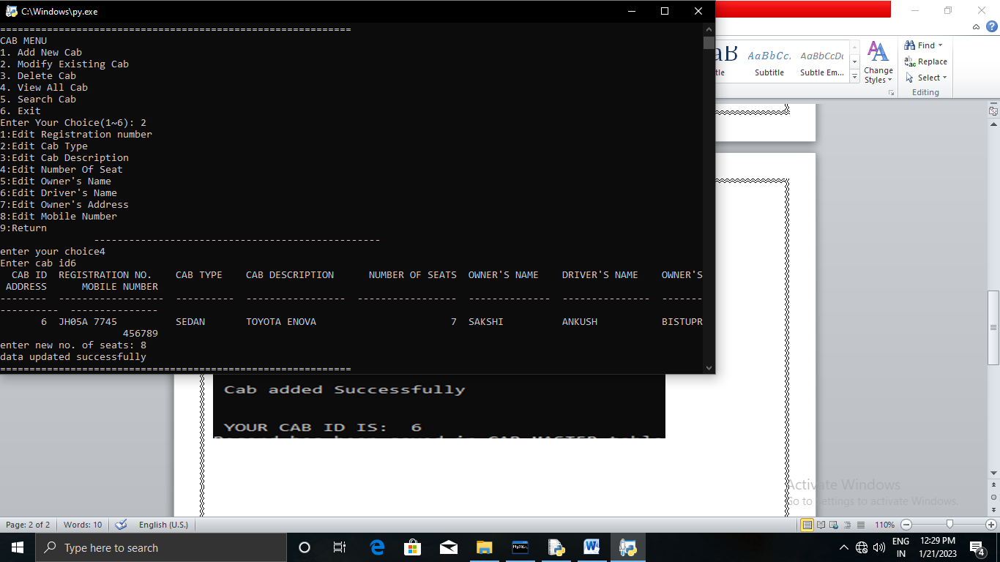 C:\Windows\py.exe
============================================================
CAB MENU
1. Add New Cab
2. Modify Existing Cab
3. Delete Cab
4. View All Cab
5. Search Cab
6. Exit
Enter Your Choice(1~6): 2
1:Edit Registration number
2:Edit Cab Type
3:Edit Cab Description
4:Edit Number Of Seat
5:Edit Owner's Name
6:Edit Driver's Name
7:Edit Owner's Address
8:Edit Mobile Number
9:Return
-------------------------------------------------
enter your choice4
Enter cab id6
CAB ID  REGISTRATION NO.    CAB TYPE    CAB DESCRIPTION      NUMBER OF SEATS  OWNER'S NAME    DRIVER'S NAME    OWNER'S
ADDRESS      MOBILE NUMBER
--------  ------------------  ----------  -----------------  -----------------  --------------  ---------------  -------
----------  ---------------
6  JH05A 7745          SEDAN       TOYOTA ENOVA                       7  SAKSHI          ANKUSH           BISTUPR
456789
enter new no. of seats: 8
data updated successfully
============================================================
Cab added Successfully
YOUR CAB ID IS:  6
AaBbCc.
AaBbCcDc
Subtitle
Subtle Em...
Change
Styles
Find
Replace
Select
Editing
Activate Windows
Go to Settings to activate Windows.
Page: 2 of 2
Words: 10
English (U.S.)
110%
Type here to search
MySQL
ENG
IN
12:29 PM
1/21/2023
4